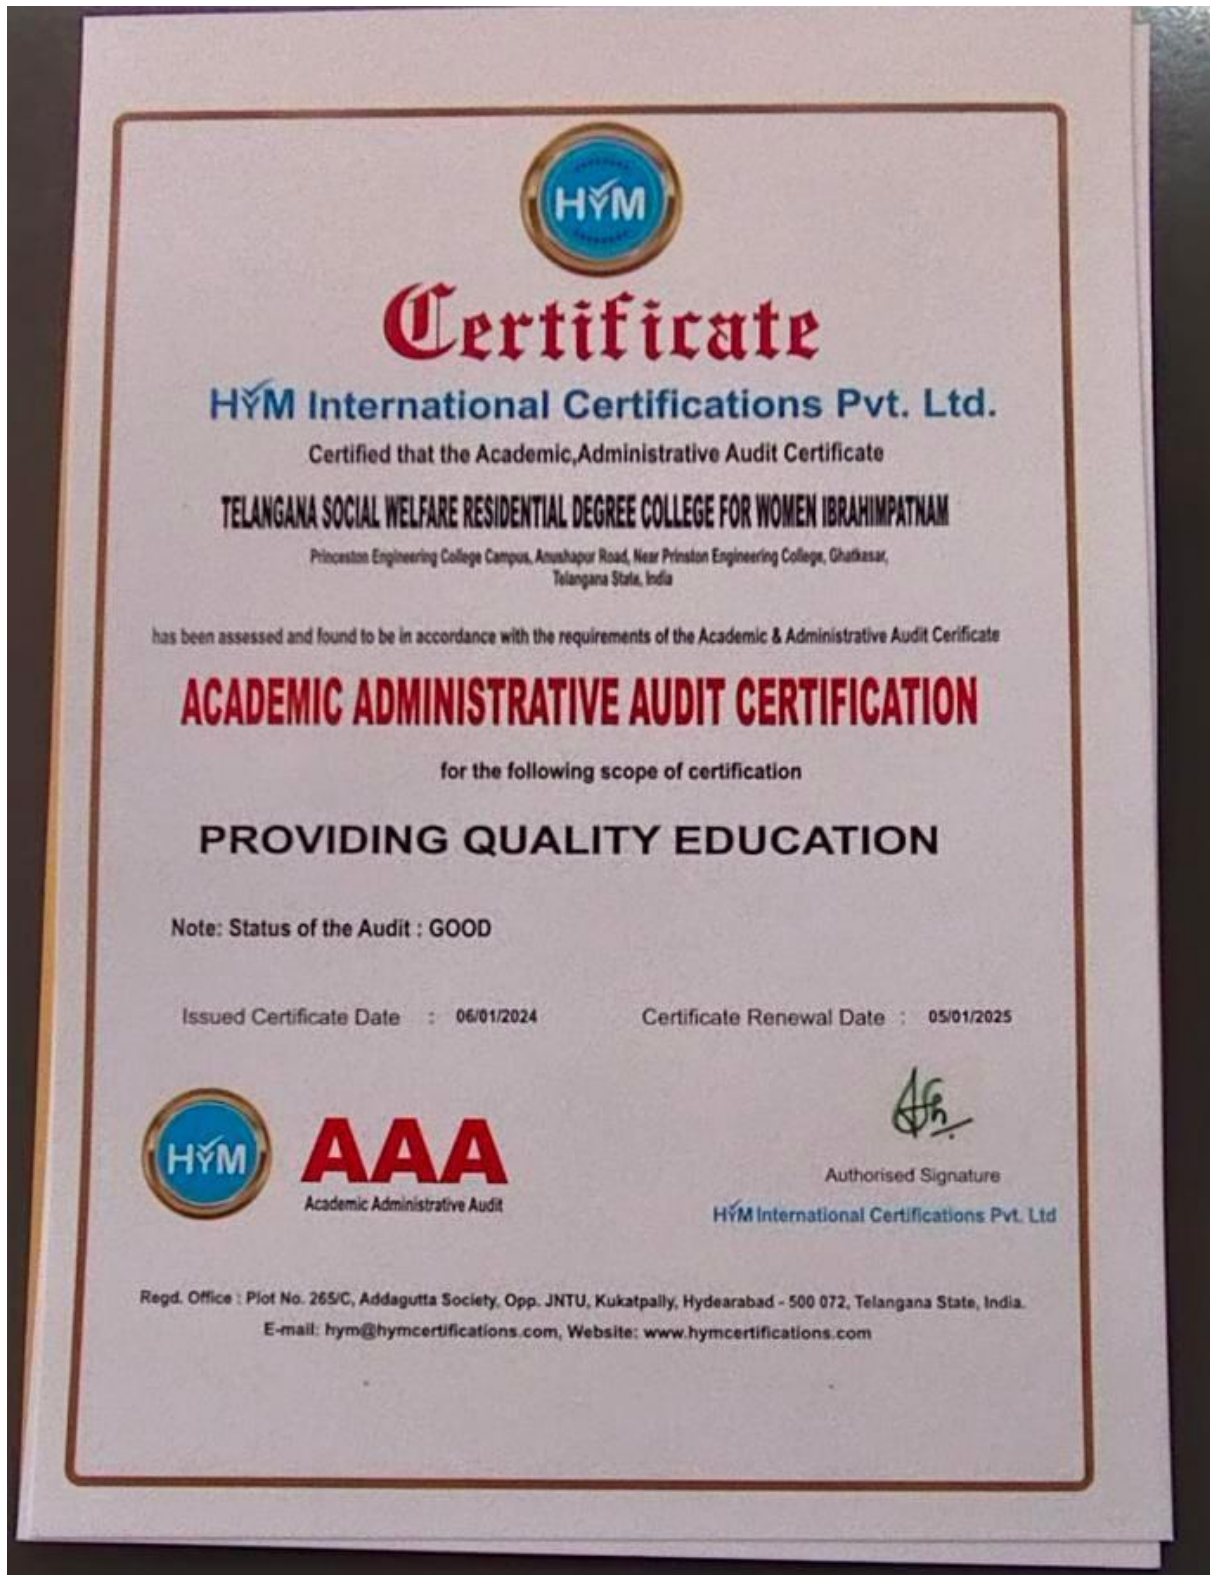 HYM
Certificate
HYM International Certifications Pvt. Ltd.
Certified that the Academic,Administrative Audit Certificate
TELANGANA SOCIAL WELFARE RESIDENTIAL DEGREE COLLEGE FOR WOMEN IBRAHIMPATNAM
Princeston Engineering College Campus, Anushapur Road, Near Prinston Engineering College, Ghatkesar,
Telangana State, India
has been assessed and found to be in accordance with the requirements of the Academic & Administrative Audit Cerificate
ACADEMIC ADMINISTRATIVE AUDIT CERTIFICATION
for the following scope of certification
PROVIDING QUALITY EDUCATION
Note: Status of the Audit : GOOD
Issued Certificate Date : 06/01/2024 Certificate Renewal Date : 05/01/2025
HYM
AAA
Academic Administrative Audit
Authorised Signature
HYM International Certifications Pvt. Ltd
Regd. Office : Plot No. 265/C, Addagutta Society, Opp. JNTU, Kukatpally, Hydearabad - 500 072, Telangana State, India.
E-mail: hym@hymcertifications.com, Website: www.hymcertifications.com